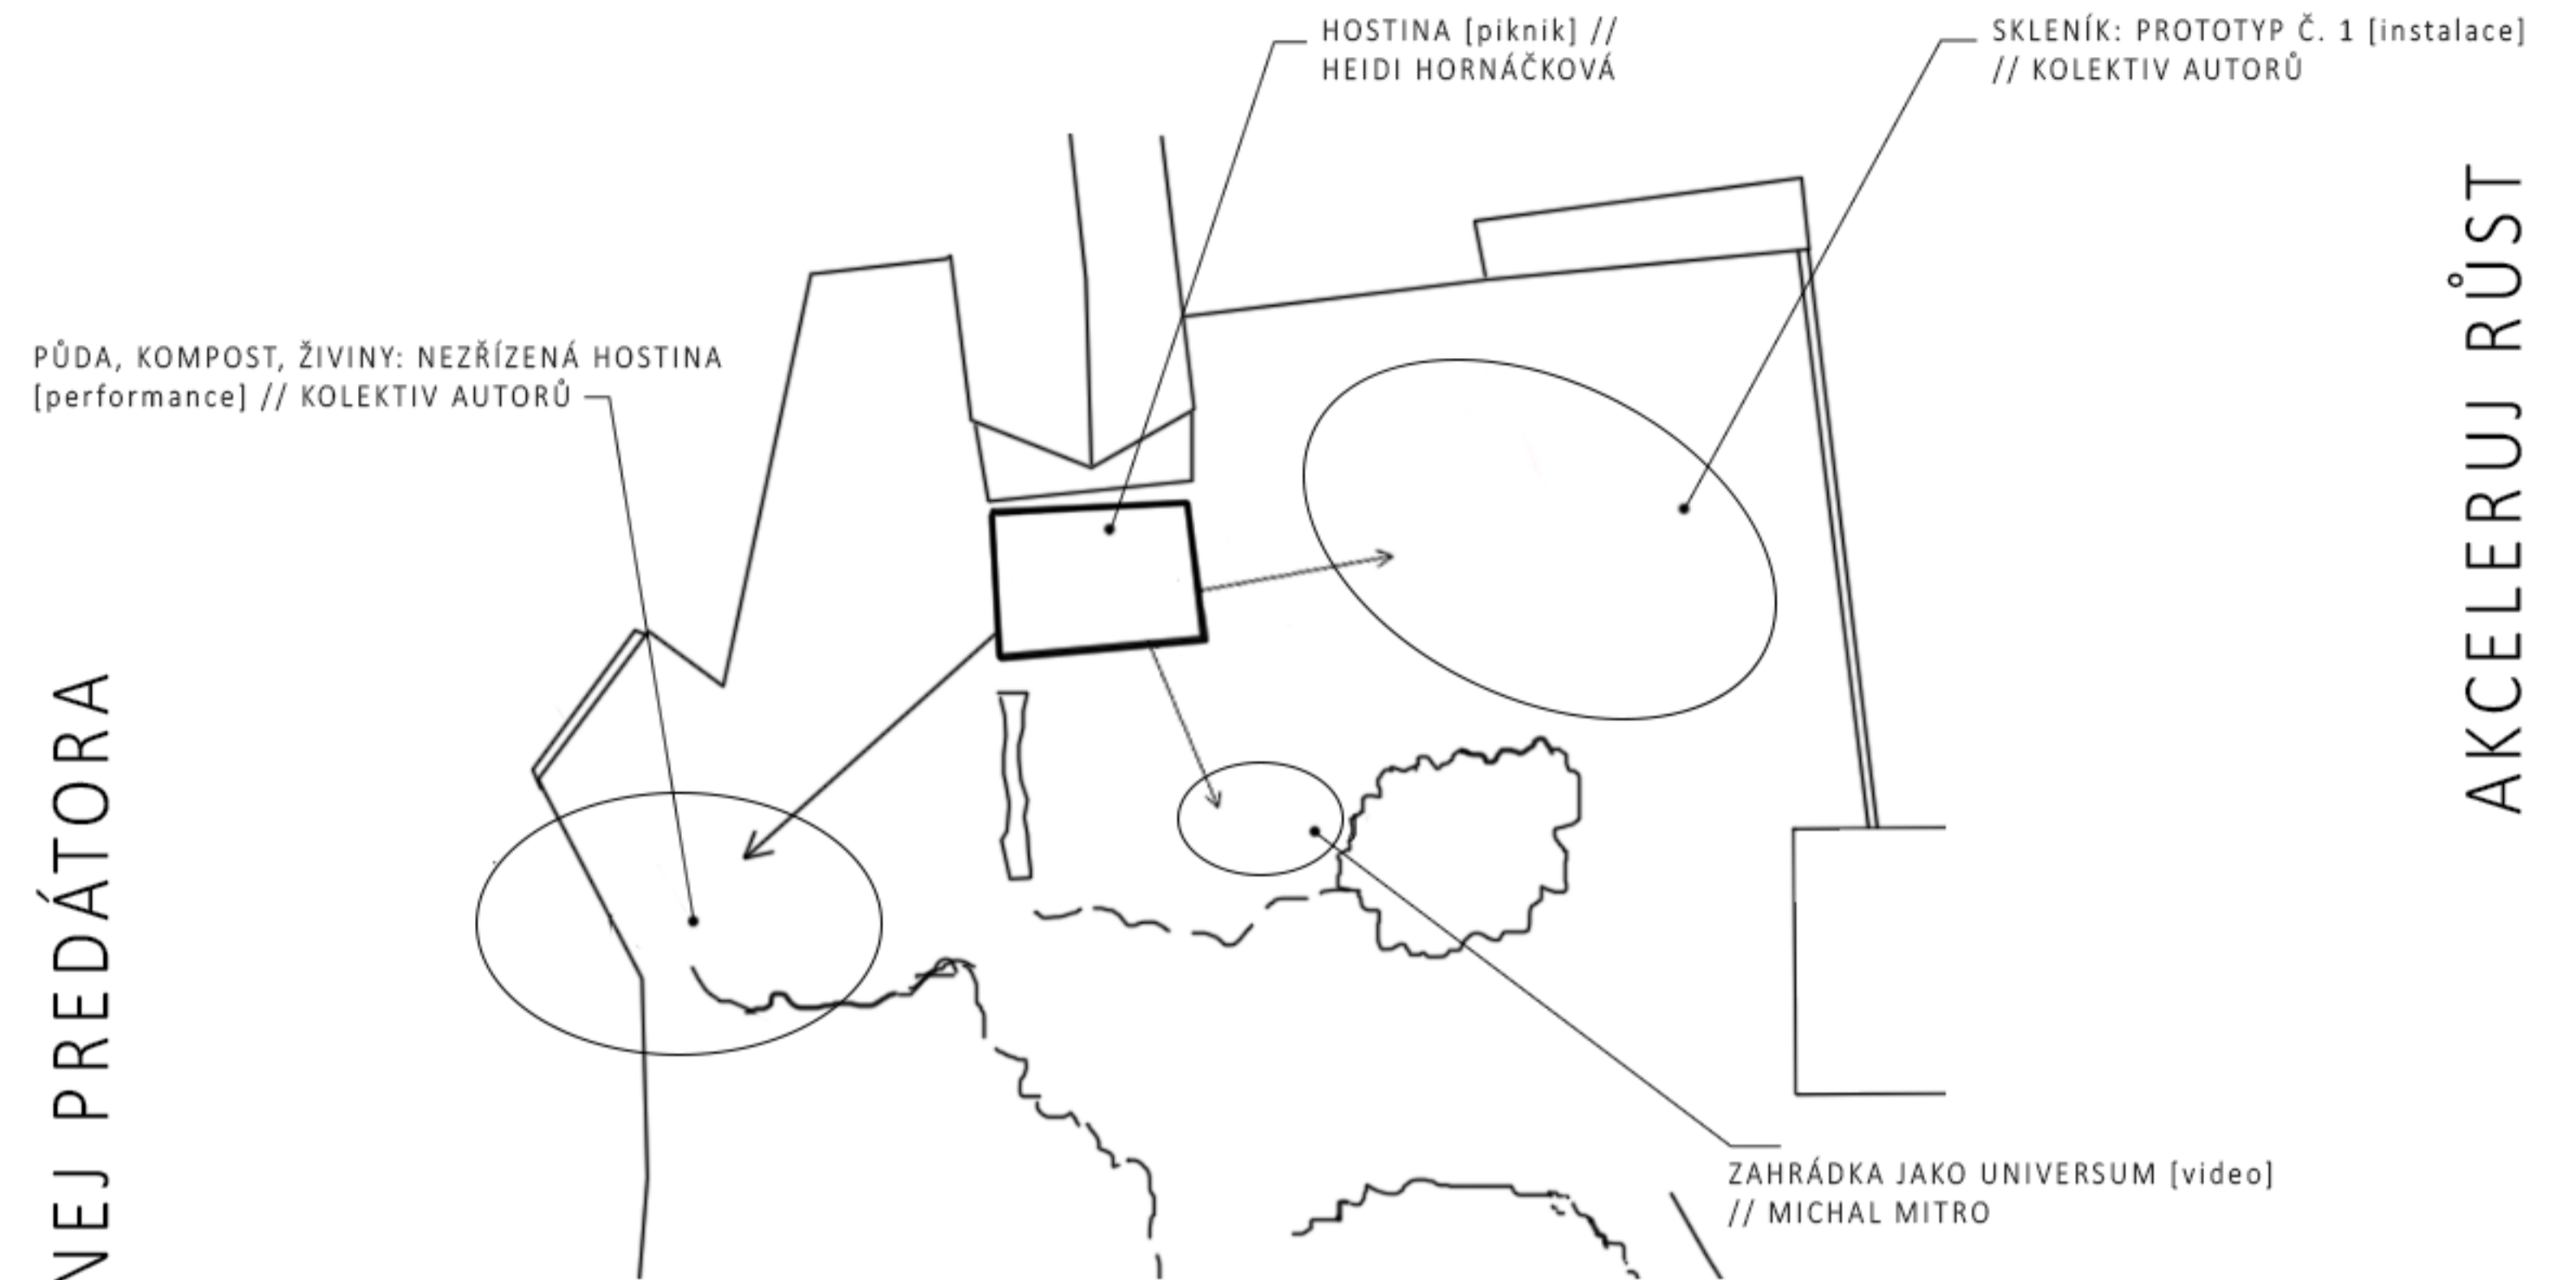 HOSTINA [piknik] //
HEIDI HORNÁČKOVÁ
SKLENÍK: PROTOTYP Č. 1 [instalace]
// KOLEKTIV AUTORŮ
PŮDA, KOMPOST, ŽIVINY: NEZŘÍZENÁ HOSTINA
[performance] // KOLEKTIV AUTORŮ
NEJ PREDÁTORA
AKCELERUJ RŮST
ZAHRÁDKA JAKO UNIVERSUM [video]
// MICHAL MITRO